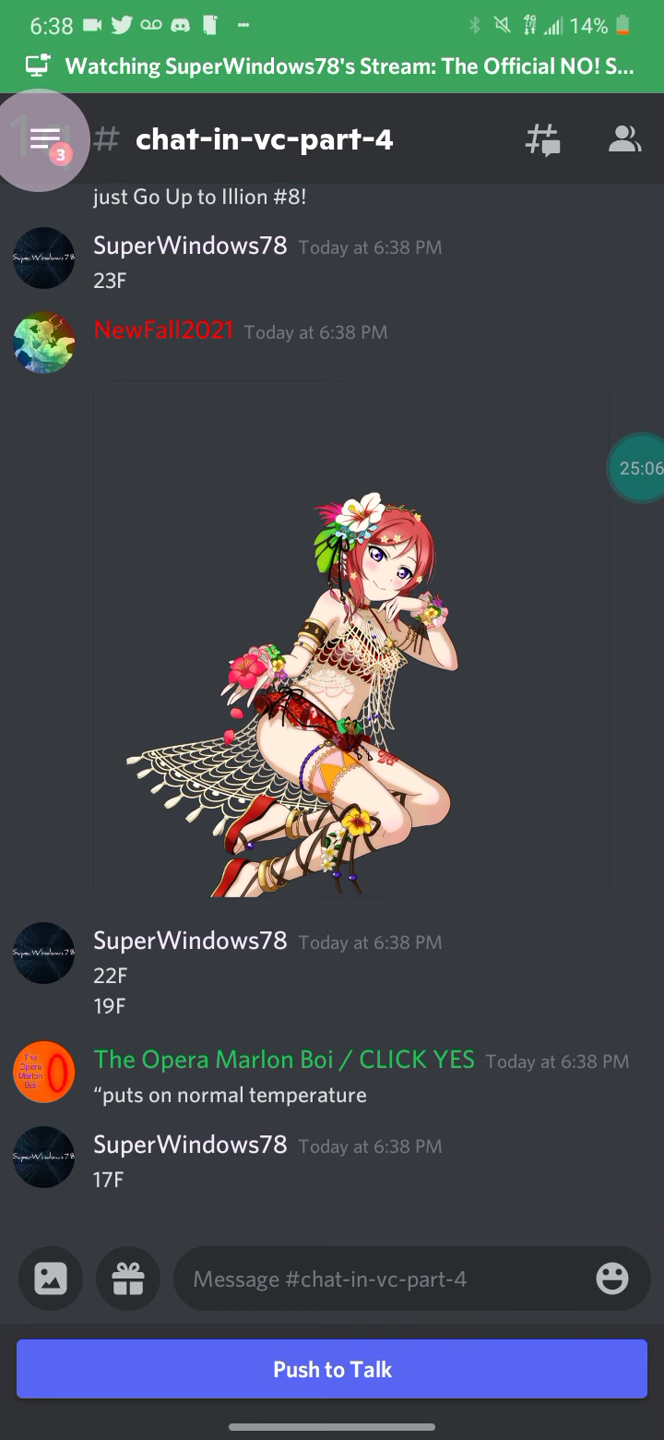 6:38 4G LTE 14%
Watching SuperWindows78's Stream: The Official NO! S...
3
# chat-in-vc-part-4
just Go Up to Illion #8!
SuperWindows78 Today at 6:38 PM
23F
NewFall2021 Today at 6:38 PM
25:06
SuperWindows78 Today at 6:38 PM
22F
19F
The Opera Marlon Boi / CLICK YES Today at 6:38 PM
“puts on normal temperature
SuperWindows78 Today at 6:38 PM
17F
Message #chat-in-vc-part-4
Push to Talk